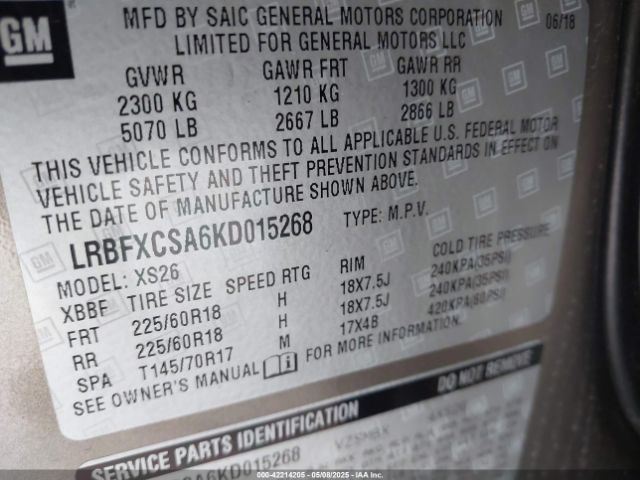 GM
MFD BY SAIC GENERAL MOTORS CORPORATION 06/18
LIMITED FOR GENERAL MOTORS LLC
GVWR GAWR FRT GAWR RR
2300 KG 1210 KG 1300 KG
5070 LB 2667 LB 2866 LB
THIS VEHICLE CONFORMS TO ALL APPLICABLE U.S. FEDERAL MOTOR
VEHICLE SAFETY AND THEFT PREVENTION STANDARDS IN EFFECT ON
THE DATE OF MANUFACTURE SHOWN ABOVE.
LRBFXCSA6KD015268 TYPE: M.P.V.
MODEL: XS26
XBBF TIRE SIZE SPEED RTG RIM COLD TIRE PRESSURE
FRT 225/60R18 H 18X7.5J 240KPA(35PSI)
RR 225/60R18 H 18X7.5J 240KPA(35PSI)
SPA T145/70R17 M 17X4B 420KPA(60PSI)
SEE OWNER'S MANUAL FOR MORE INFORMATION.
SERVICE PARTS IDENTIFICATION DO NOT REMOVE
SA6KD015268
000-42214205 - 05/08/2025 - IAA Inc.